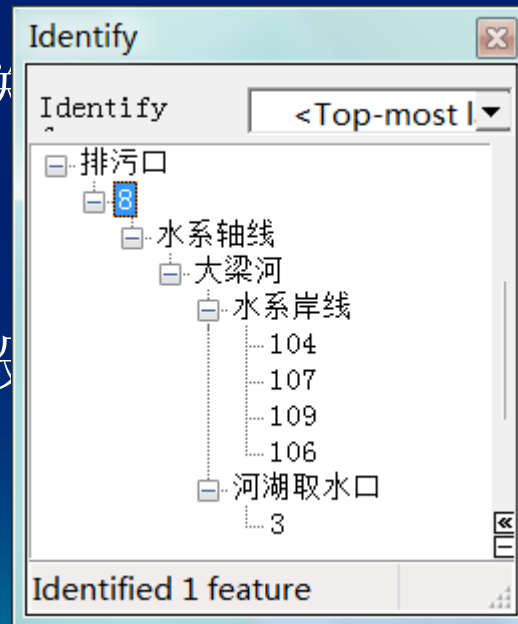 Identify
Identify
<Top-most l
排污口
8
水系轴线
大梁河
水系岸线
104
107
109
106
河湖取水口
3
Identified 1 feature